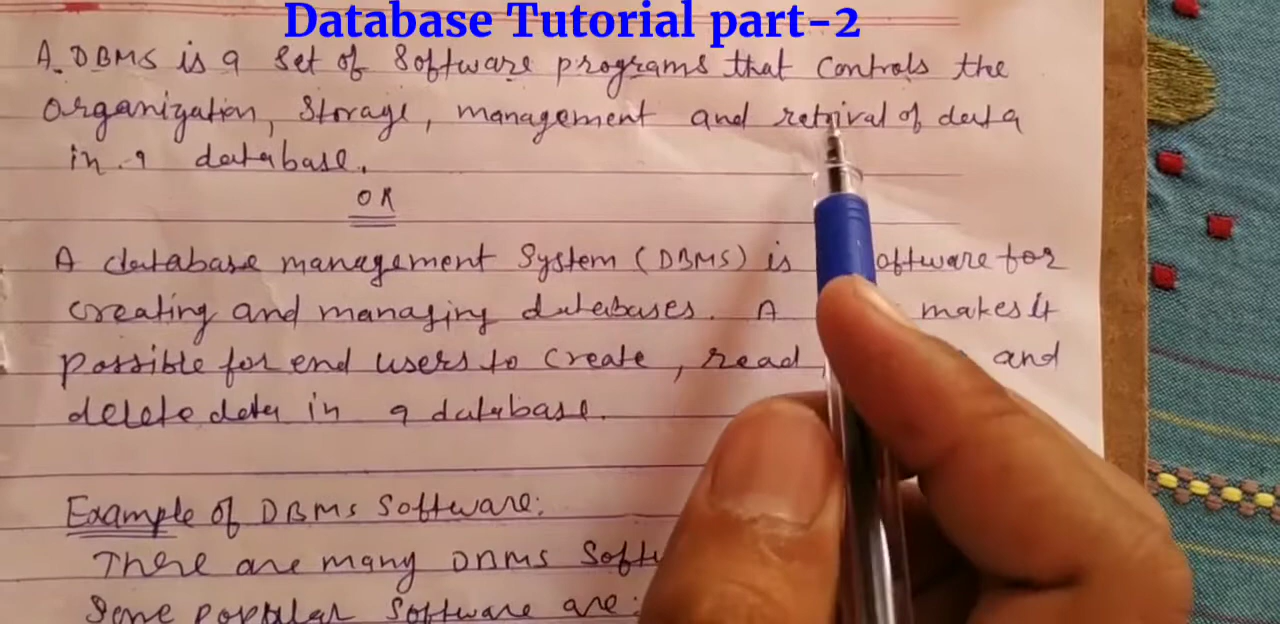 Database Tutorial part-2
A DBMS is a set of software programs that controls the
organization, storage, management and retrival of data
in a database.
OR
A database management system (DBMS) is oftware for
creating and managing databases. A makes it
possible for end users to create, read, and
delete data in a database.
Example of DBMS software:
There are many DBMS Soft
Some popular software are: